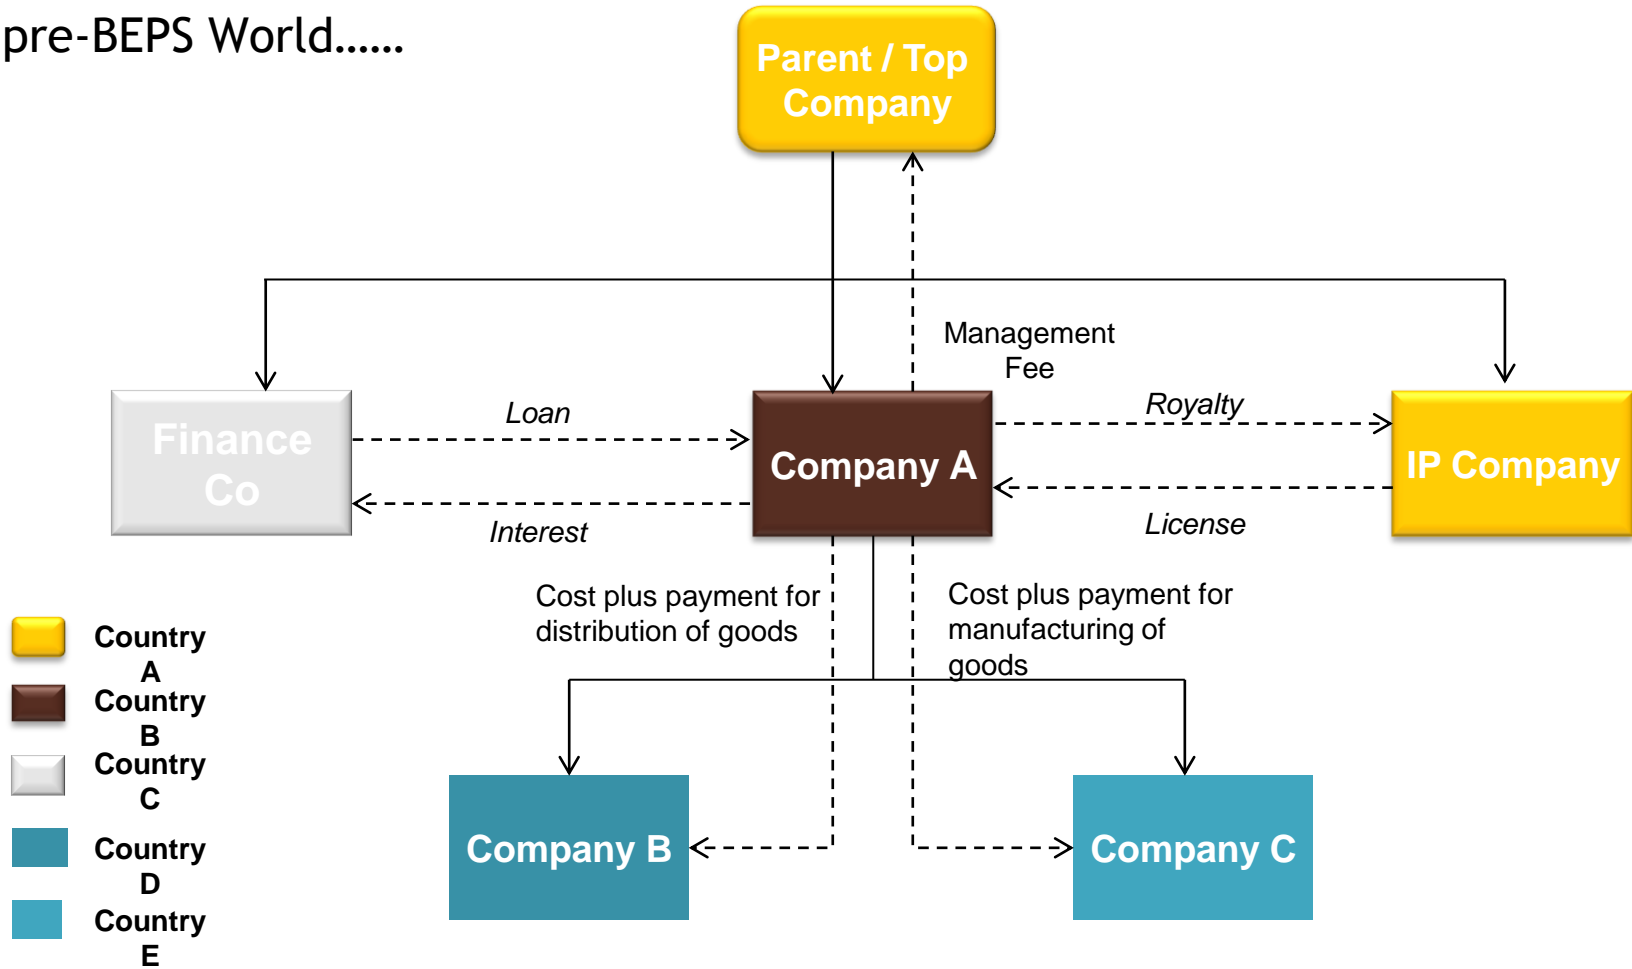 pre-BEPS World......
Parent / Top
Company
Management
Fee
Finance
Co
Loan
Interest
Company A
Royalty
License
IP Company
Cost plus payment for
distribution of goods
Cost plus payment for
manufacturing of
goods
Company B
Company C
Country
A
Country
B
Country
C
Country
D
Country
E